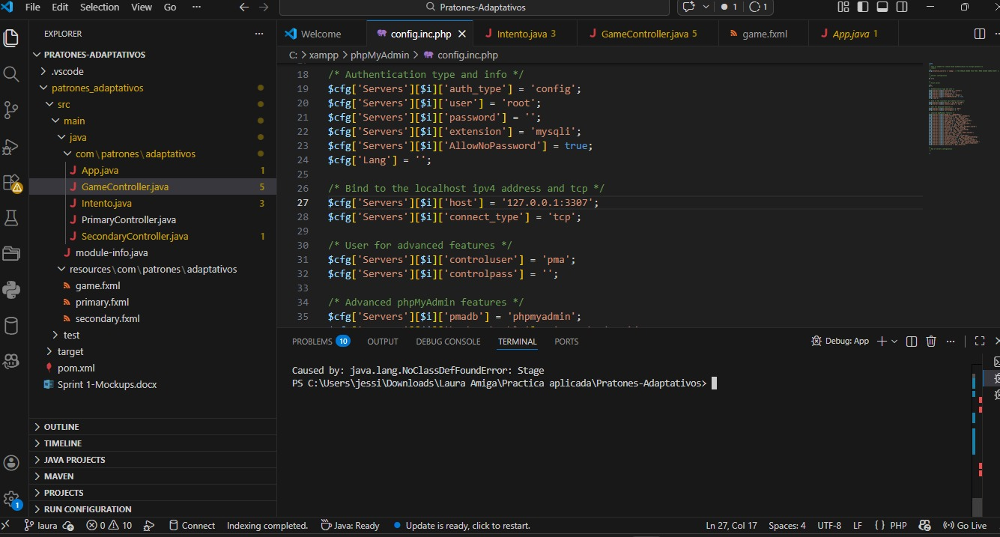 File Edit Selection View Go ··· Pratones-Adaptativos 1 1
EXPLORER ···
PRATONES-ADAPTATIVOS
.vscode
patrones_adaptativos
src
main
java
com\patrones\adaptativos
App.java 1
GameController.java 5
Intento.java 3
PrimaryController.java
SecondaryController.java 1
module-info.java
resources\com\patrones\adaptativos
game.fxml
primary.fxml
secondary.fxml
test
target
pom.xml
Sprint 1-Mockups.docx
OUTLINE
TIMELINE
JAVA PROJECTS
MAVEN
PROJECTS
RUN CONFIGURATION
1
Welcome config.inc.php Intento.java 3 GameController.java 5 game.fxml App.java 1
C: > xampp > phpMyAdmin > config.inc.php
18 /* Authentication type and info */
19 $cfg['Servers'][$i]['auth_type'] = 'config';
20 $cfg['Servers'][$i]['user'] = 'root';
21 $cfg['Servers'][$i]['password'] = '';
22 $cfg['Servers'][$i]['extension'] = 'mysqli';
23 $cfg['Servers'][$i]['AllowNoPassword'] = true;
24 $cfg['Lang'] = '';
25
26 /* Bind to the localhost ipv4 address and tcp */
27 $cfg['Servers'][$i]['host'] = '127.0.0.1:3307';
28 $cfg['Servers'][$i]['connect_type'] = 'tcp';
29
30 /* User for advanced features */
31 $cfg['Servers'][$i]['controluser'] = 'pma';
32 $cfg['Servers'][$i]['controlpass'] = '';
33
34 /* Advanced phpMyAdmin features */
35 $cfg['Servers'][$i]['pmadb'] = 'phpmyadmin';
PROBLEMS 10 OUTPUT DEBUG CONSOLE TERMINAL PORTS Debug: App
Caused by: java.lang.NoClassDefFoundError: Stage
PS C:\Users\jessi\Downloads\Laura Amiga\Practica aplicada\Pratones-Adaptativos>
laura 0 10 Connect Indexing completed. Java: Ready Update is ready, click to restart. Ln 27, Col 17 Spaces: 4 UTF-8 LF { } PHP Go Live